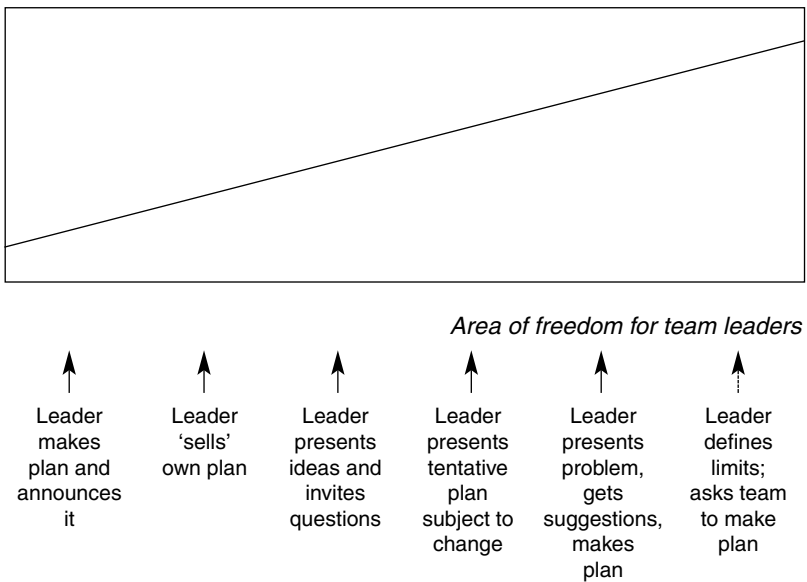 Area of freedom for team leaders
Leader
makes
plan and
announces
it
Leader
‘sells’
own plan
Leader
presents
ideas and
invites
questions
Leader
presents
tentative
plan
subject to
change
Leader
presents
problem,
gets
suggestions,
makes
plan
Leader
defines
limits;
asks team
to make
plan